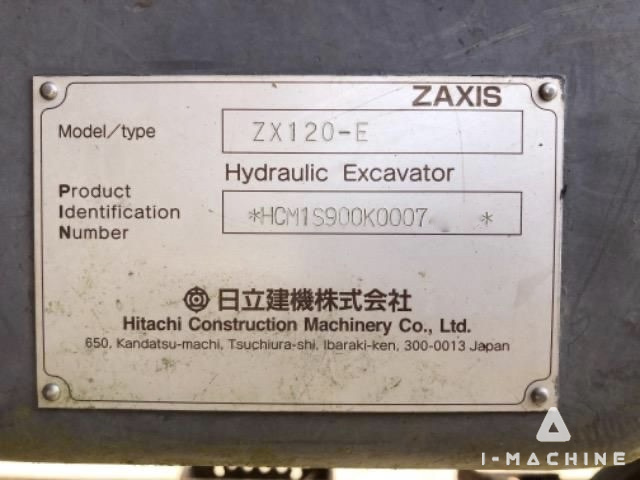 ZAXIS
Model/type ZX120-E
Hydraulic Excavator
Product
Identification
Number
*HCM1S900K0007 *
日立建機株式会社
Hitachi Construction Machinery Co., Ltd.
650, Kandatsu-machi, Tsuchiura-shi, Ibaraki-ken, 300-0013 Japan
I-MACHINE